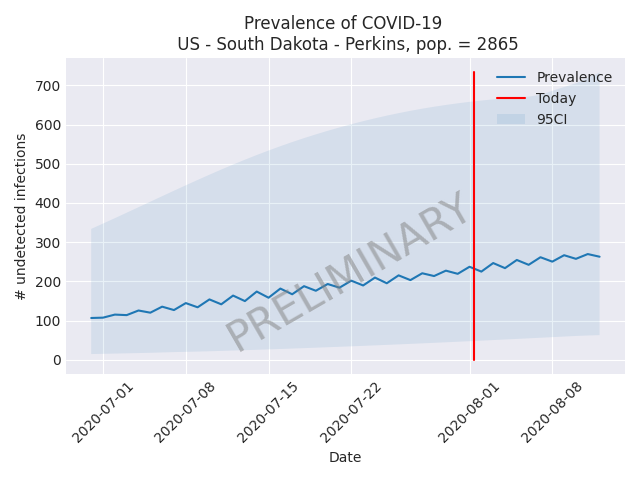 Prevalence of COVID-19
US - South Dakota - Perkins, pop. = 2865
700
600
500
400
300
200
100
0
# undetected infections
Prevalence
Today
95CI
PRELIMINARY
2020-07-01
2020-07-08
2020-07-15
2020-07-22
2020-08-01
2020-08-08
Date